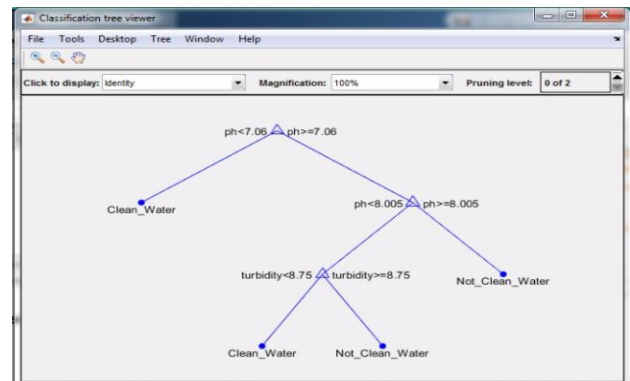 Classification tree viewer
File Tools Desktop Tree Window Help
Click to display: Identity Magnification: 100% Pruning level: 0 of 2
ph<7.06 ph>=7.06
Clean_Water
ph<8.005 ph>=8.005
turbidity<8.75 turbidity>=8.75
Not_Clean_Water
Clean_Water Not_Clean_Water